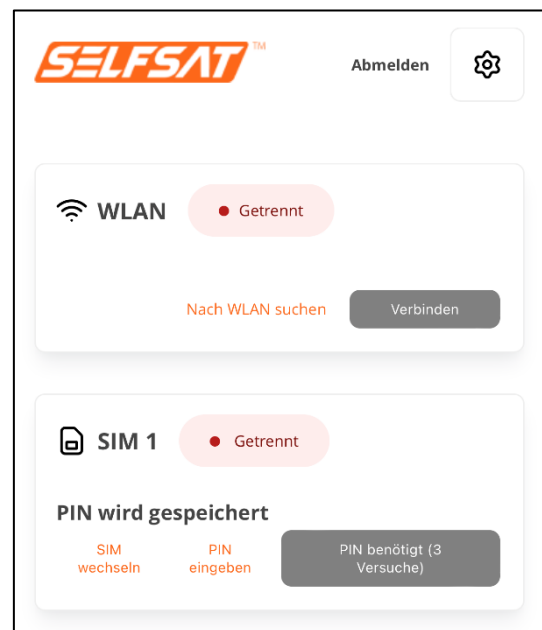 SELFSAT™
Abmelden
WLAN
Getrennt
Nach WLAN suchen
Verbinden
SIM 1
Getrennt
PIN wird gespeichert
SIM
wechseln
PIN
eingeben
PIN benötigt (3
Versuche)